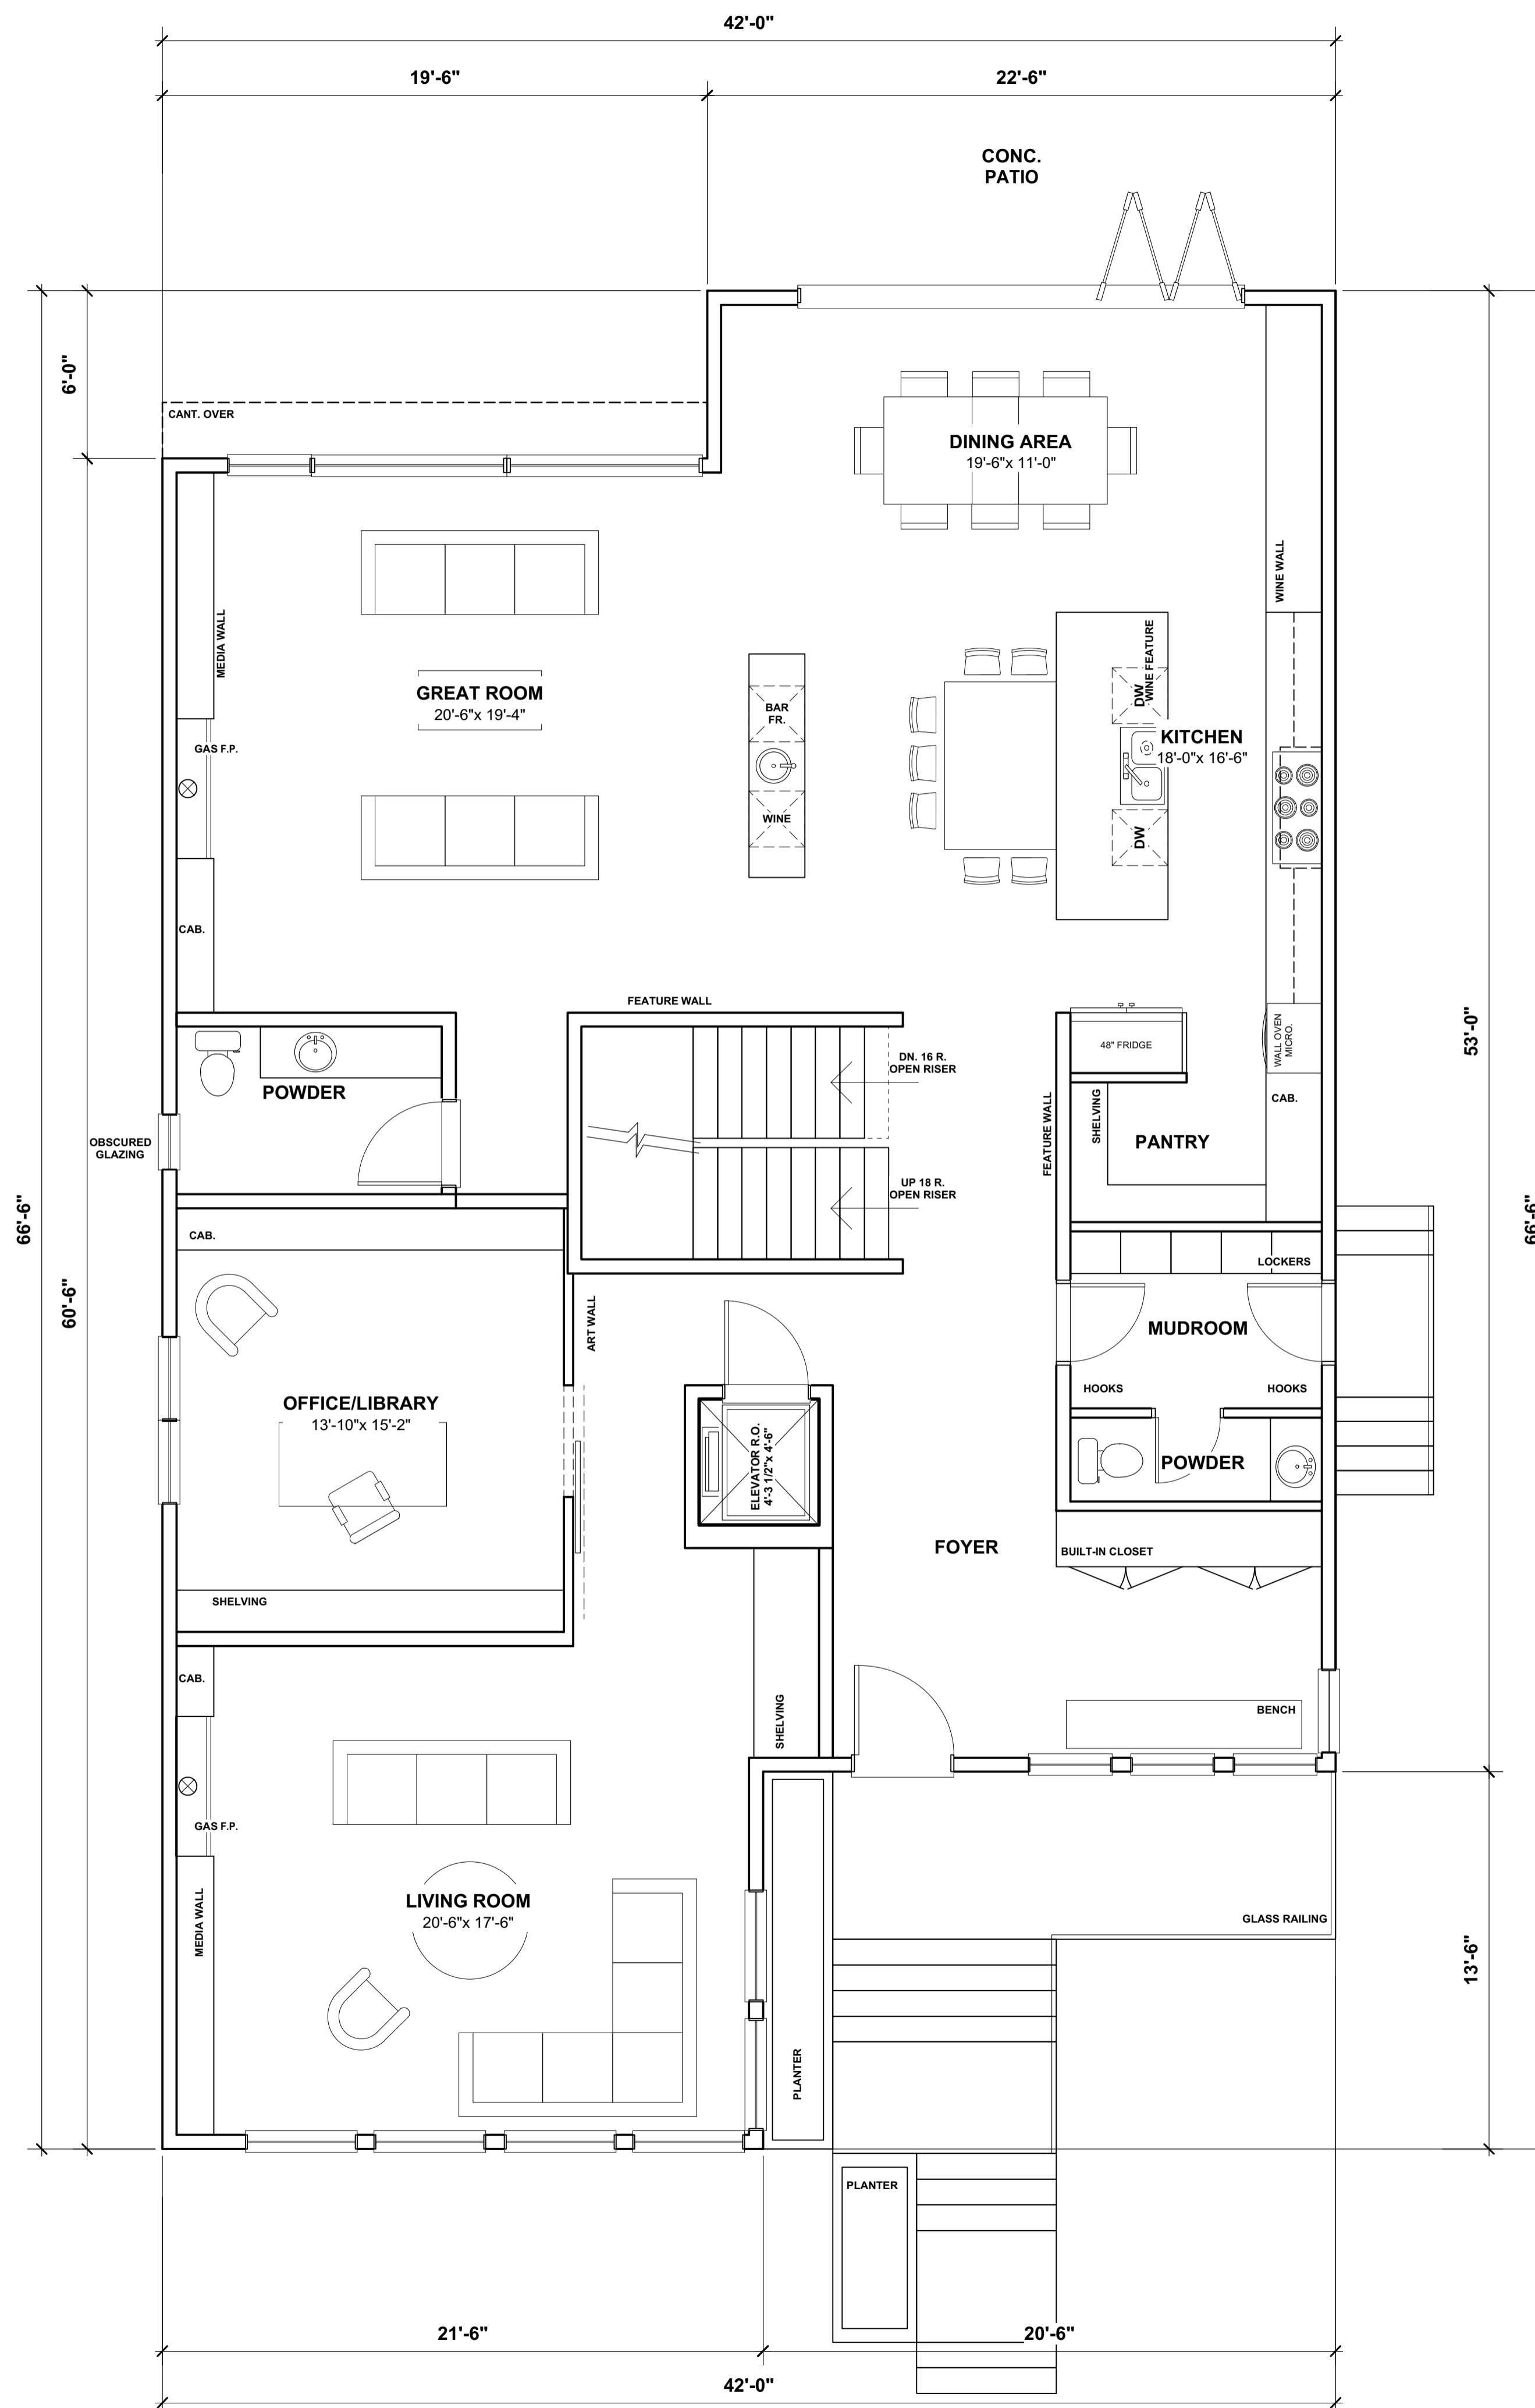 42'-0"
19'-6"
22'-6"
CONC.
PATIO
6'-0"
CANT. OVER
DINING AREA
19'-6"x 11'-0"
WINE WALL
MEDIA WALL
GREAT ROOM
20'-6"x 19'-4"
BAR
FR.
WINE FEATURE
DW
KITCHEN
18'-0"x 16'-6"
GAS F.P.
WINE
DW
CAB.
FEATURE WALL
53'-0"
48" FRIDGE
WALL OVEN
MICRO.
DN. 16 R.
OPEN RISER
POWDER
CAB.
SHELVING
PANTRY
FEATURE WALL
OBSCURED
GLAZING
UP 18 R.
OPEN RISER
66'-6"
66'-6"
60'-6"
CAB.
LOCKERS
ART WALL
MUDROOM
HOOKS
HOOKS
OFFICE/LIBRARY
13'-10"x 15'-2"
ELEVATOR R.O.
4'-3 1/2"x 4'-6"
POWDER
FOYER
BUILT-IN CLOSET
SHELVING
CAB.
SHELVING
BENCH
GAS F.P.
LIVING ROOM
20'-6"x 17'-6"
MEDIA WALL
GLASS RAILING
13'-6"
PLANTER
PLANTER
21'-6"
20'-6"
42'-0"